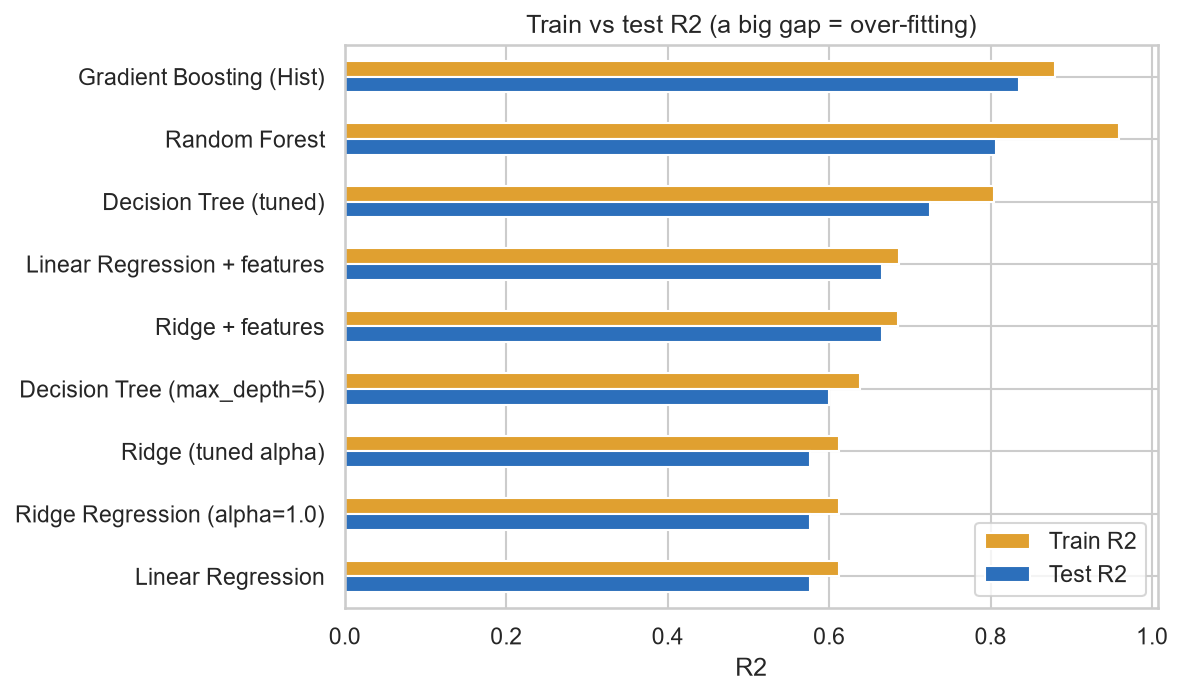 Train vs test R2 (a big gap = over-fitting)
Gradient Boosting (Hist)
Random Forest
Decision Tree (tuned)
Linear Regression + features
Ridge + features
Decision Tree (max_depth=5)
Ridge (tuned alpha)
Ridge Regression (alpha=1.0)
Linear Regression
Train R2
Test R2
0.0 0.2 0.4 0.6 0.8 1.0
R2